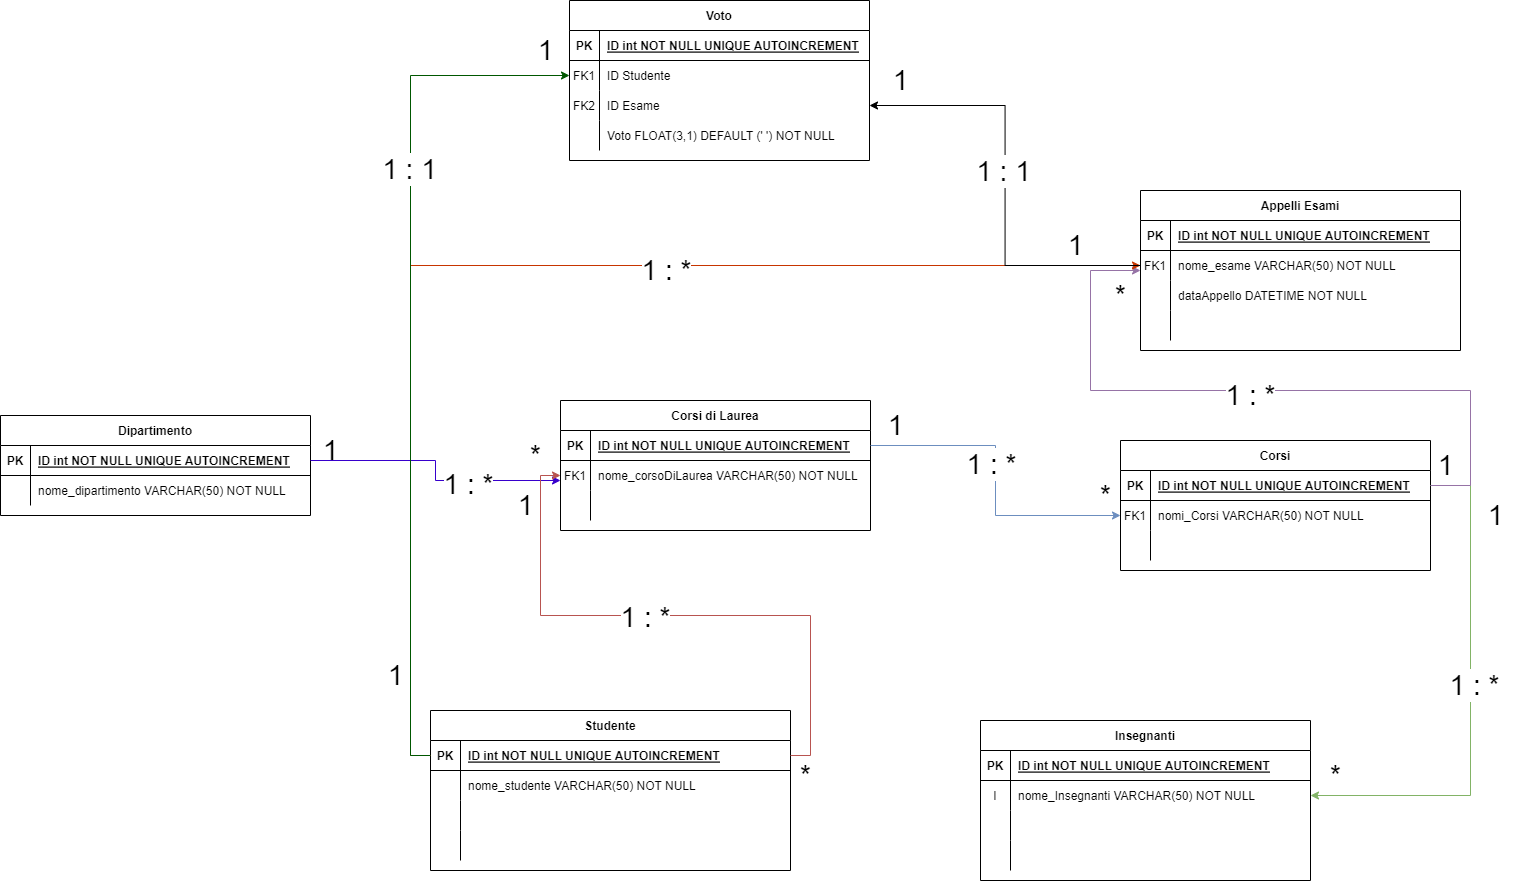 Voto
PK ID int NOT NULL UNIQUE AUTOINCREMENT
FK1 ID Studente
FK2 ID Esame
Voto FLOAT(3,1) DEFAULT (' ') NOT NULL
1
1
1 : 1
1 : 1
Appelli Esami
PK ID int NOT NULL UNIQUE AUTOINCREMENT
FK1 nome_esame VARCHAR(50) NOT NULL
dataAppello DATETIME NOT NULL
1
1 : *
*
1 : *
Dipartimento
PK ID int NOT NULL UNIQUE AUTOINCREMENT
nome_dipartimento VARCHAR(50) NOT NULL
1
1 : *
*
1
Corsi di Laurea
PK ID int NOT NULL UNIQUE AUTOINCREMENT
FK1 nome_corsoDiLaurea VARCHAR(50) NOT NULL
1
1 : *
*
Corsi
PK ID int NOT NULL UNIQUE AUTOINCREMENT
FK1 nomi_Corsi VARCHAR(50) NOT NULL
1
1
1 : *
1
1 : *
Studente
PK ID int NOT NULL UNIQUE AUTOINCREMENT
nome_studente VARCHAR(50) NOT NULL
*
Insegnanti
PK ID int NOT NULL UNIQUE AUTOINCREMENT
I nome_Insegnanti VARCHAR(50) NOT NULL
*